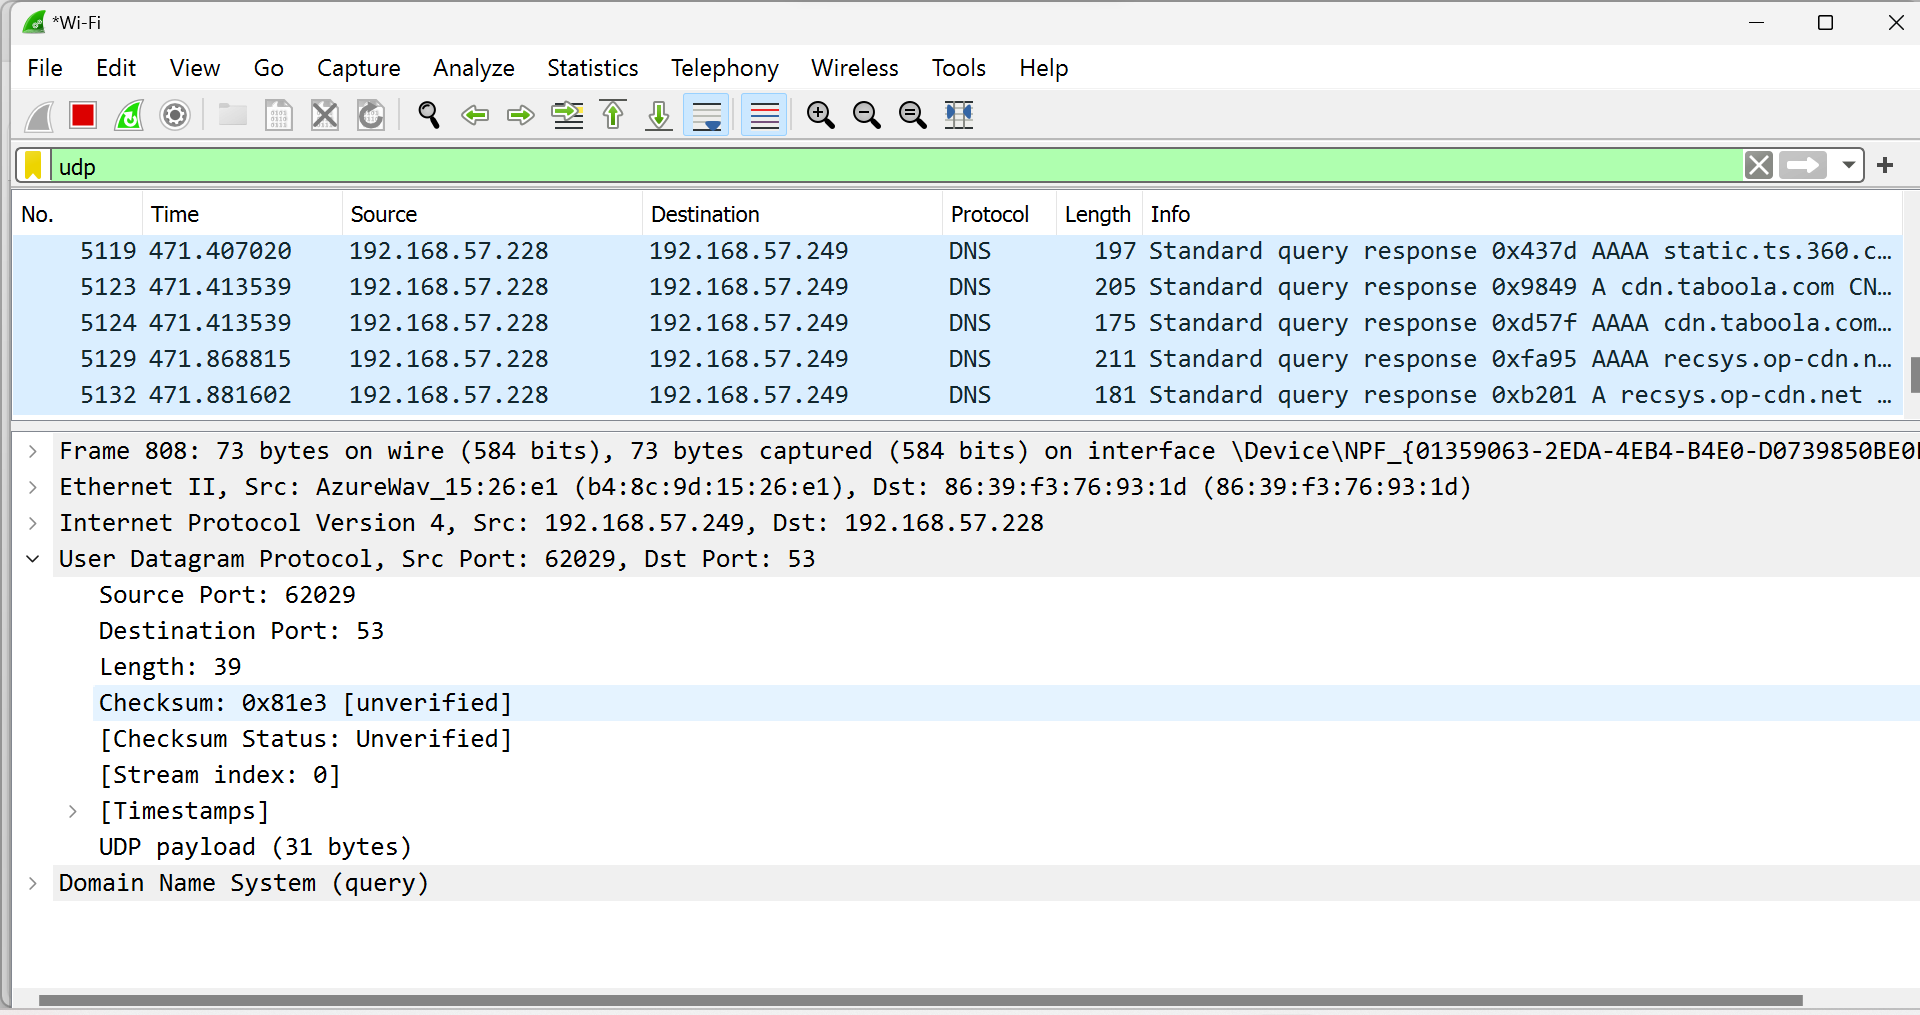 *Wi-Fi
File Edit View Go Capture Analyze Statistics Telephony Wireless Tools Help
udp
No. Time Source Destination Protocol Length Info
5119 471.407020 192.168.57.228 192.168.57.249 DNS 197 Standard query response 0x437d AAAA static.ts.360.c…
5123 471.413539 192.168.57.228 192.168.57.249 DNS 205 Standard query response 0x9849 A cdn.taboola.com CN…
5124 471.413539 192.168.57.228 192.168.57.249 DNS 175 Standard query response 0xd57f AAAA cdn.taboola.com…
5129 471.868815 192.168.57.228 192.168.57.249 DNS 211 Standard query response 0xfa95 AAAA recsys.op-cdn.n…
5132 471.881602 192.168.57.228 192.168.57.249 DNS 181 Standard query response 0xb201 A recsys.op-cdn.net …
Frame 808: 73 bytes on wire (584 bits), 73 bytes captured (584 bits) on interface \Device\NPF_{01359063-2EDA-4EB4-B4E0-D0739850BE0
Ethernet II, Src: AzureWav_15:26:e1 (b4:8c:9d:15:26:e1), Dst: 86:39:f3:76:93:1d (86:39:f3:76:93:1d)
Internet Protocol Version 4, Src: 192.168.57.249, Dst: 192.168.57.228
User Datagram Protocol, Src Port: 62029, Dst Port: 53
Source Port: 62029
Destination Port: 53
Length: 39
Checksum: 0x81e3 [unverified]
[Checksum Status: Unverified]
[Stream index: 0]
[Timestamps]
UDP payload (31 bytes)
Domain Name System (query)